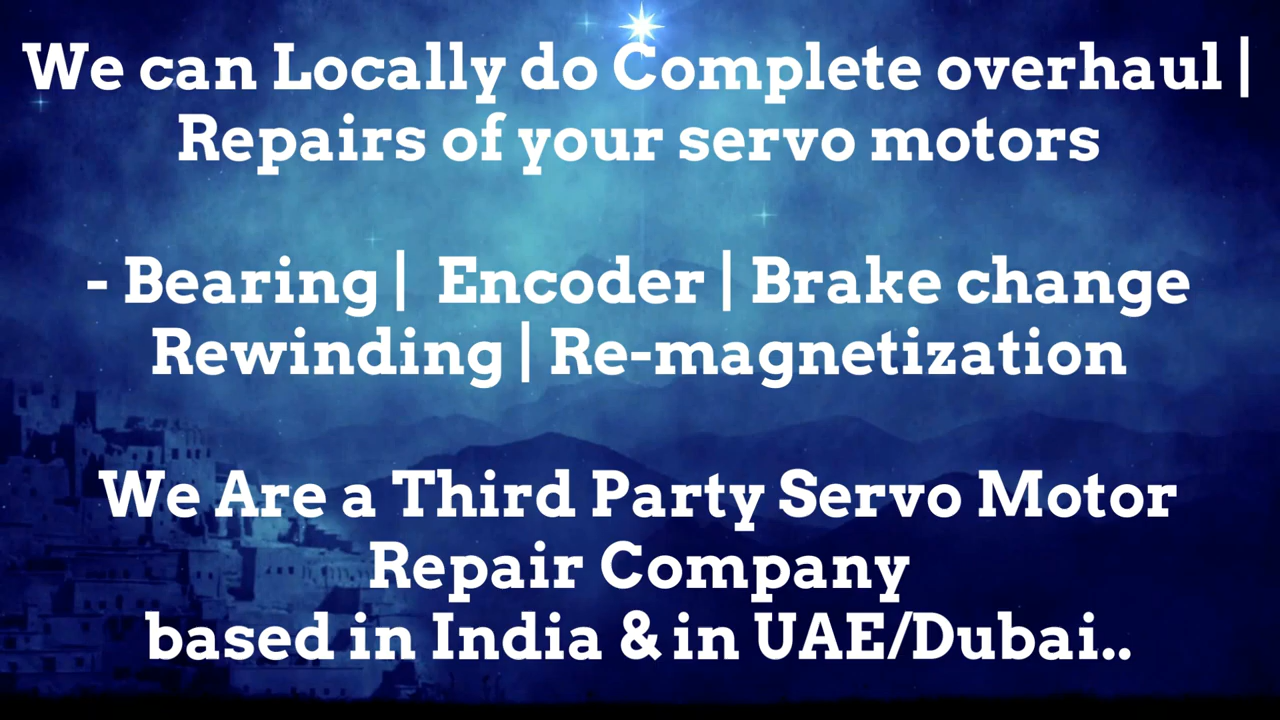 We can Locally do Complete overhaul |
Repairs of your servo motors
- Bearing | Encoder | Brake change
Rewinding | Re-magnetization
We Are a Third Party Servo Motor
Repair Company
based in India & in UAE/Dubai..